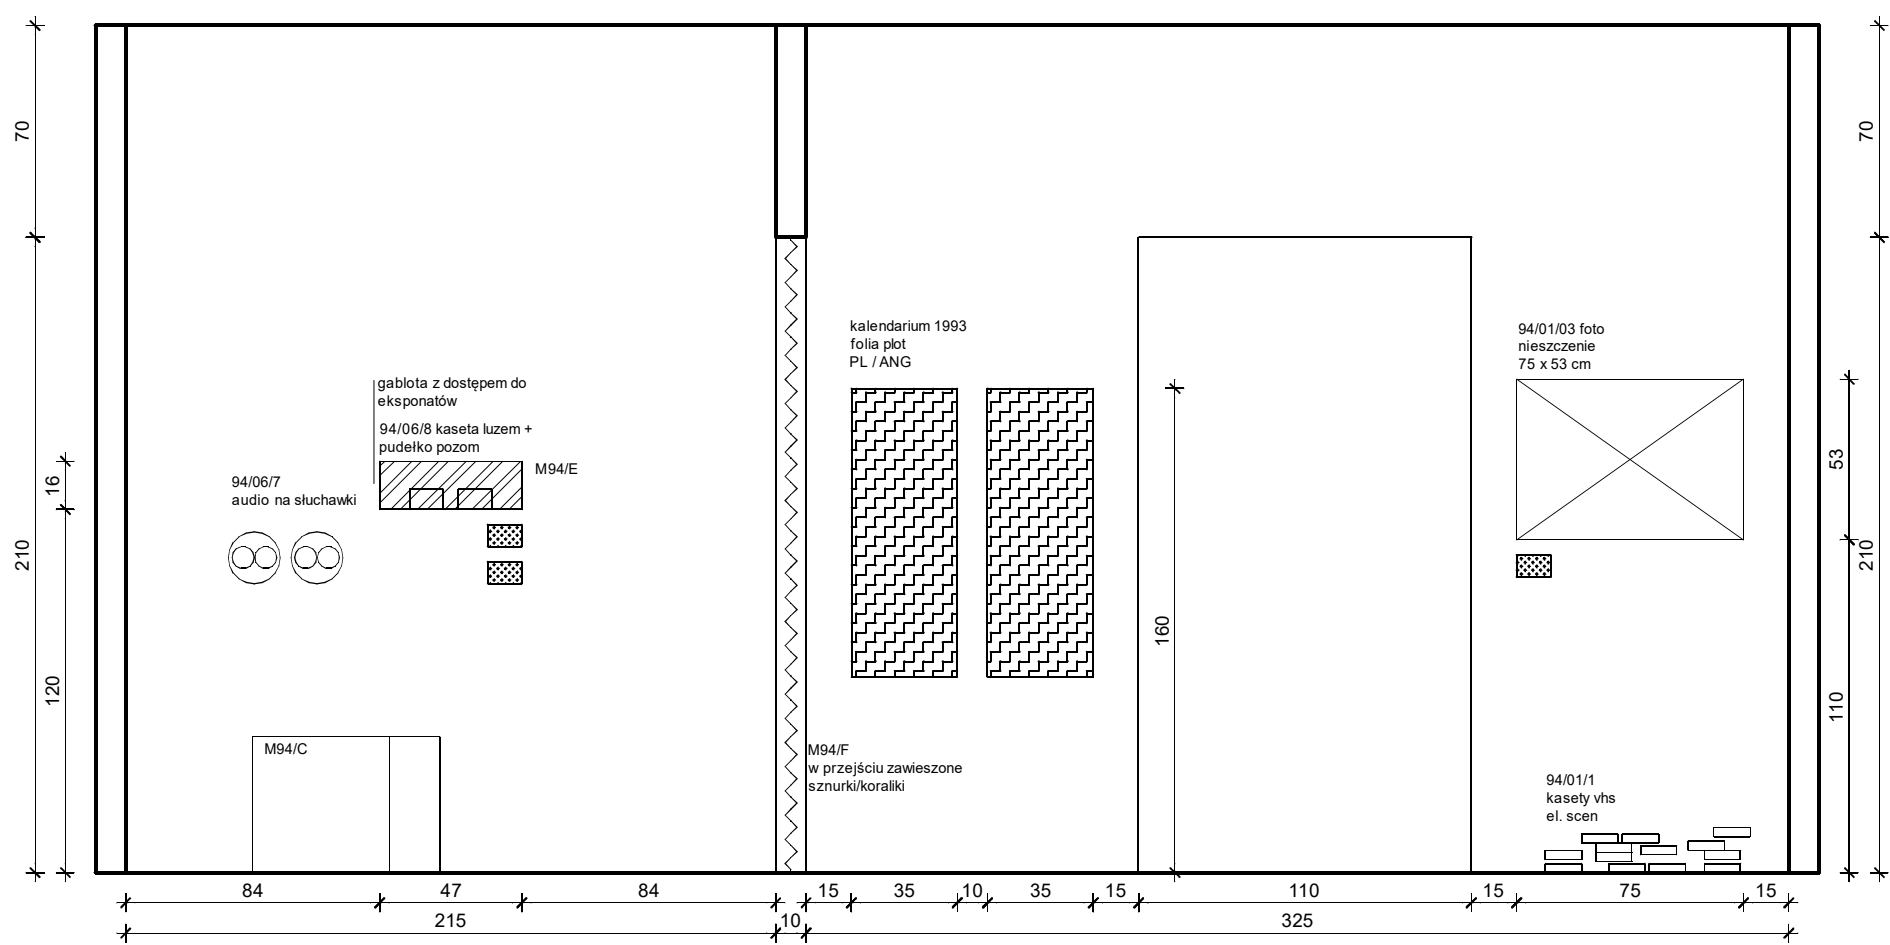 70
210
16
120
gablota z dostępem do
eksponatów
94/06/8 kaseta luzem +
pudełko pozom
M94/E
94/06/7
audio na słuchawki
M94/C
kalendarium 1993
folia plot
PL / ANG
160
M94/F
w przejściu zawieszone
sznurki/koraliki
94/01/03 foto
nieszczenie
75 x 53 cm
94/01/1
kasety vhs
el. scen
70
53
210
110
84 47 84 15 35 10 35 15 110 15 75 15
215 10 325